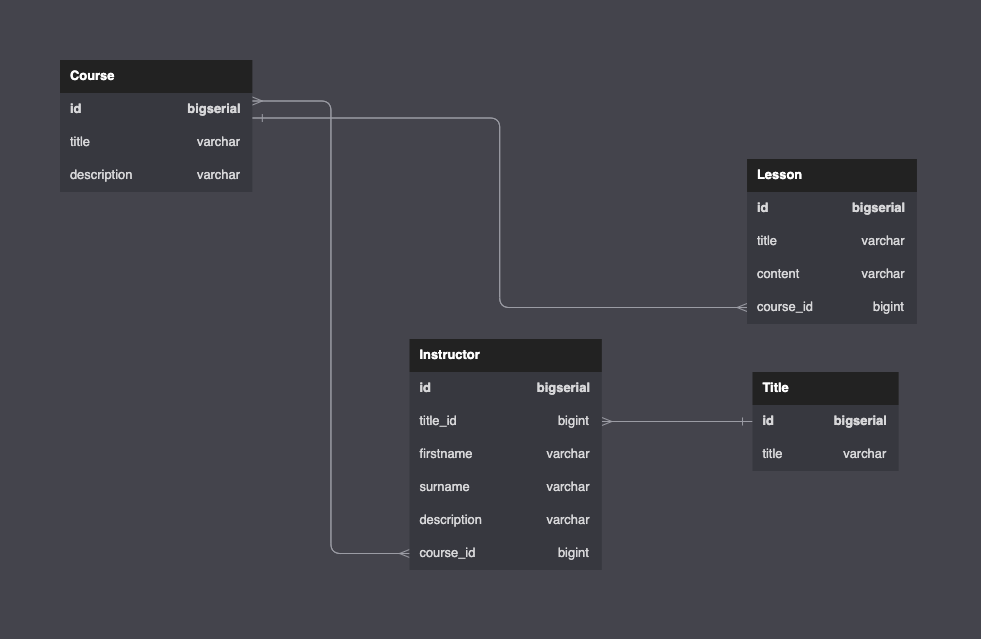 Course
id bigserial
title varchar
description varchar
Lesson
id bigserial
title varchar
content varchar
course_id bigint
Instructor
id bigserial
title_id bigint
firstname varchar
surname varchar
description varchar
course_id bigint
Title
id bigserial
title varchar